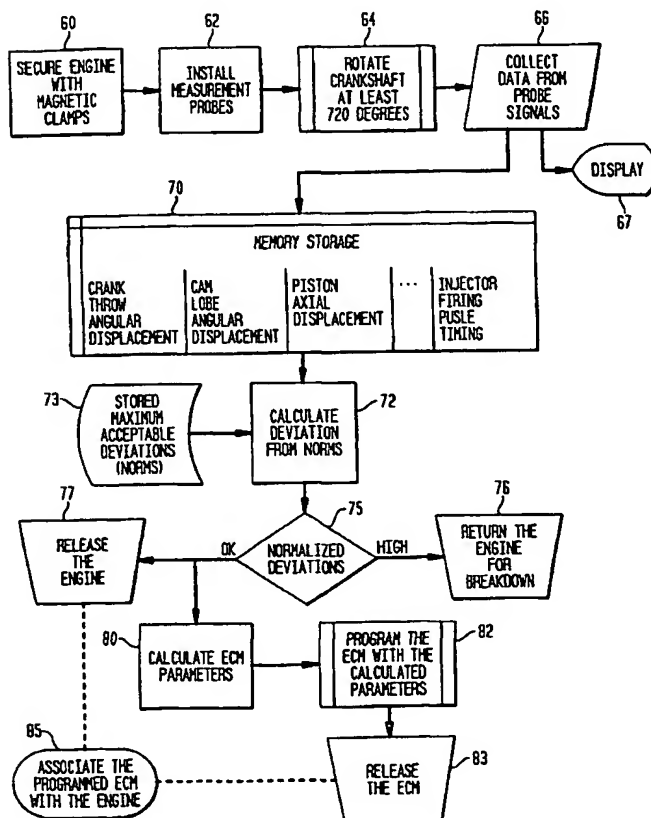 60
SECURE ENGINE
WITH
MAGNETIC
CLAMPS
62
INSTALL
MEASUREMENT
PROBES
64
ROTATE
CRANKSHAFT
AT LEAST
720 DEGREES
66
COLLECT
DATA FROM
PROBE
SIGNALS
DISPLAY
67
70
MEMORY STORAGE
CRANK
THROW
ANGULAR
DISPLACEMENT
CAM
LOBE
ANGULAR
DISPLACEMENT
PISTON
AXIAL
DISPLACEMENT
...
INJECTOR
FIRING
PUSLE
TIMING
73
STORED
MAXIMUM
ACCEPTABLE
DEVIATIONS
(NORMS)
72
CALCULATE
DEVIATION
FROM NORMS
75
NORMALIZED
DEVIATIONS
OK
HIGH
77
RELEASE
THE
ENGINE
76
RETURN THE
ENGINE
FOR
BREAKDOWN
80
CALCULATE ECM
PARAMETERS
82
PROGRAM THE
ECM WITH THE
CALCULATED
PARAMETERS
85
ASSOCIATE THE
PROGRAMMED ECM
WITH THE ENGINE
83
RELEASE
THE ECM